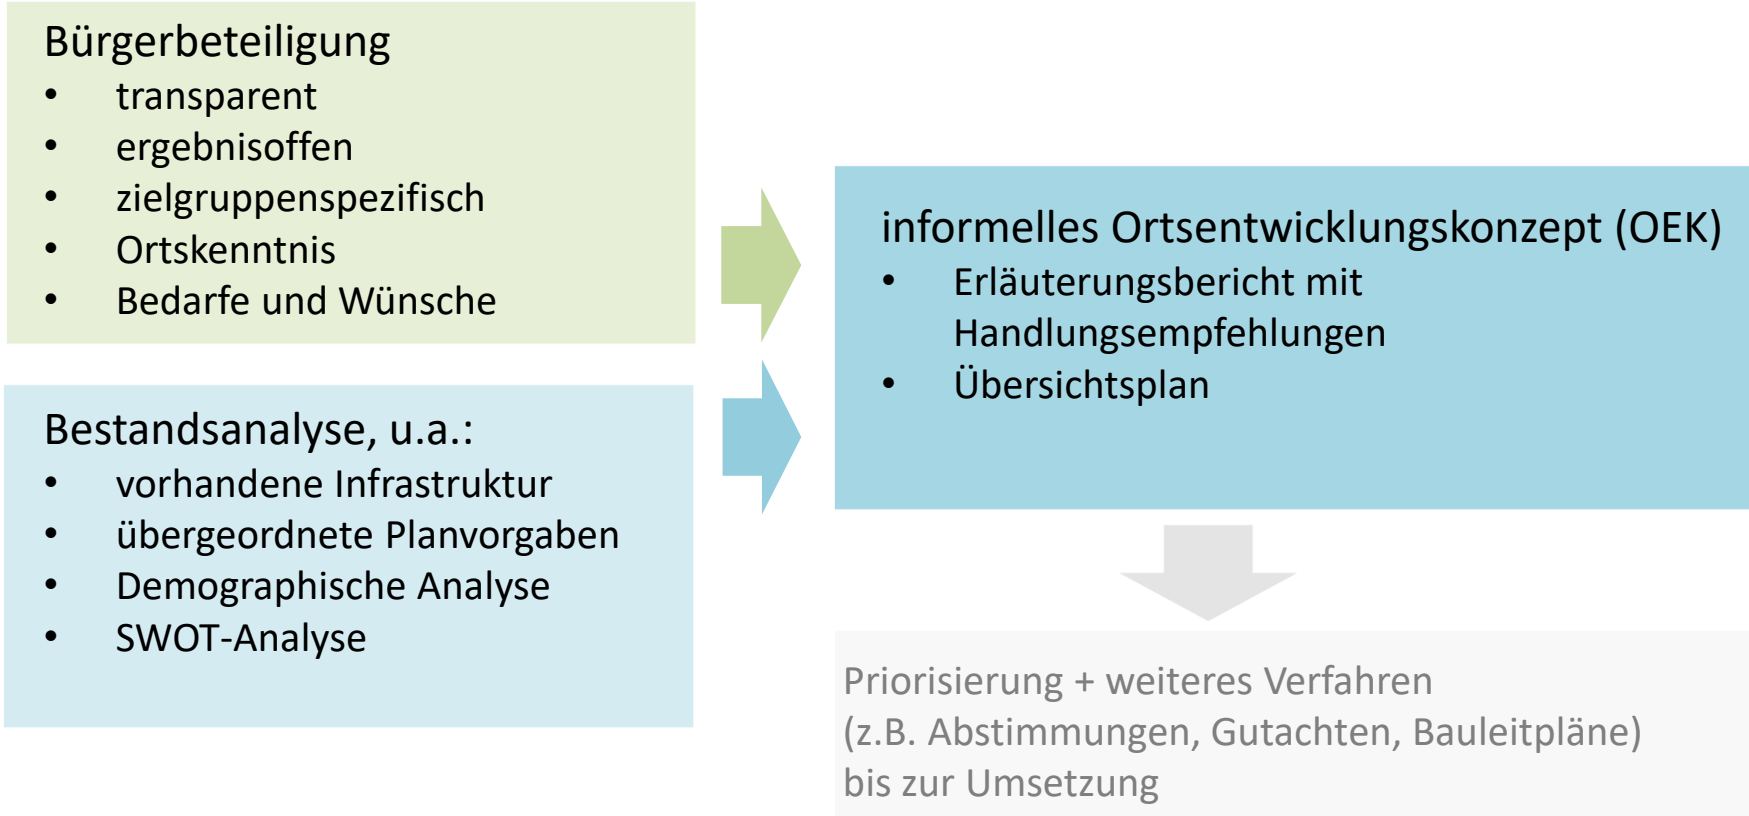 Bürgerbeteiligung
• transparent
• ergebnisoffen
• zielgruppenspezifisch
• Ortskenntnis
• Bedarfe und Wünsche
Bestandsanalyse, u.a.:
• vorhandene Infrastruktur
• übergeordnete Planvorgaben
• Demographische Analyse
• SWOT-Analyse
informelles Ortsentwicklungskonzept (OEK)
• Erläuterungsbericht mit
Handlungsempfehlungen
• Übersichtsplan
Priorisierung + weiteres Verfahren
(z.B. Abstimmungen, Gutachten, Bauleitpläne)
bis zur Umsetzung